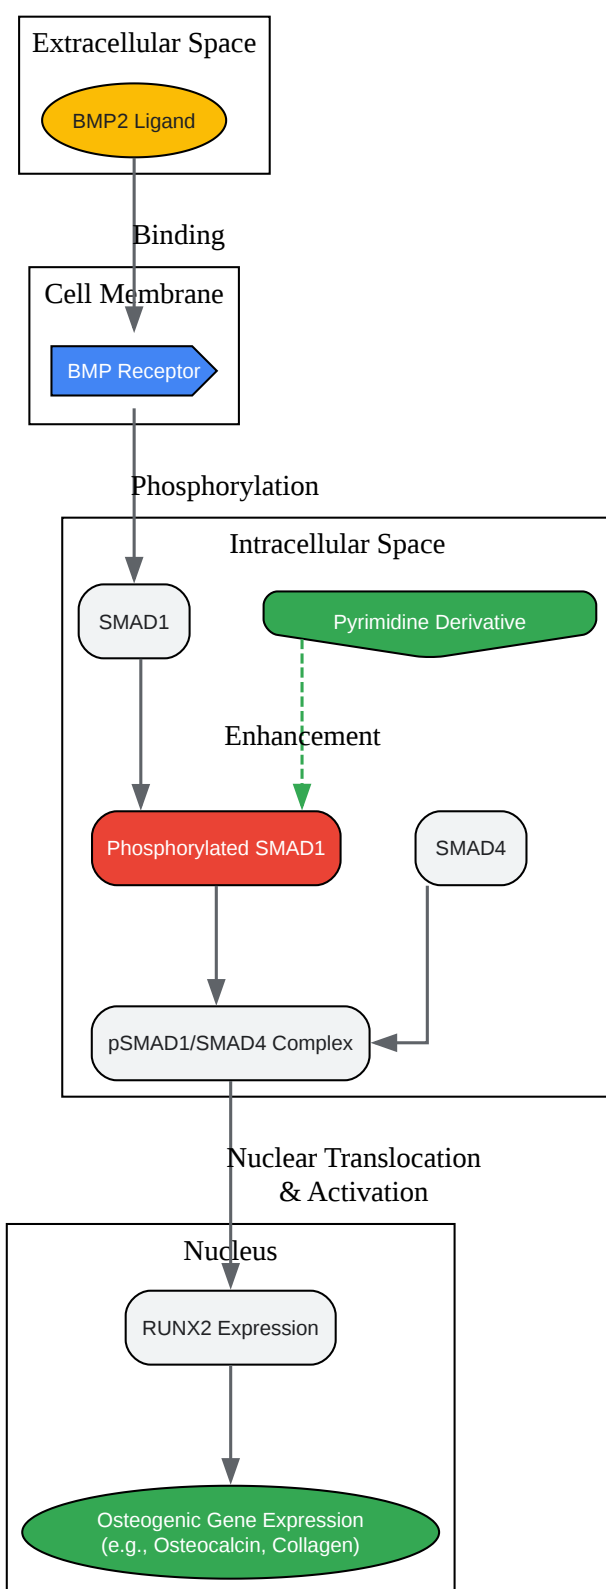 Extracellular Space
BMP2 Ligand
Binding
Cell Membrane
BMP Receptor
Phosphorylation
Intracellular Space
SMAD1
Pyrimidine Derivative
Enhancement
Phosphorylated SMAD1
SMAD4
pSMAD1/SMAD4 Complex
Nuclear Translocation
& Activation
Nucleus
RUNX2 Expression
Osteogenic Gene Expression
(e.g., Osteocalcin, Collagen)